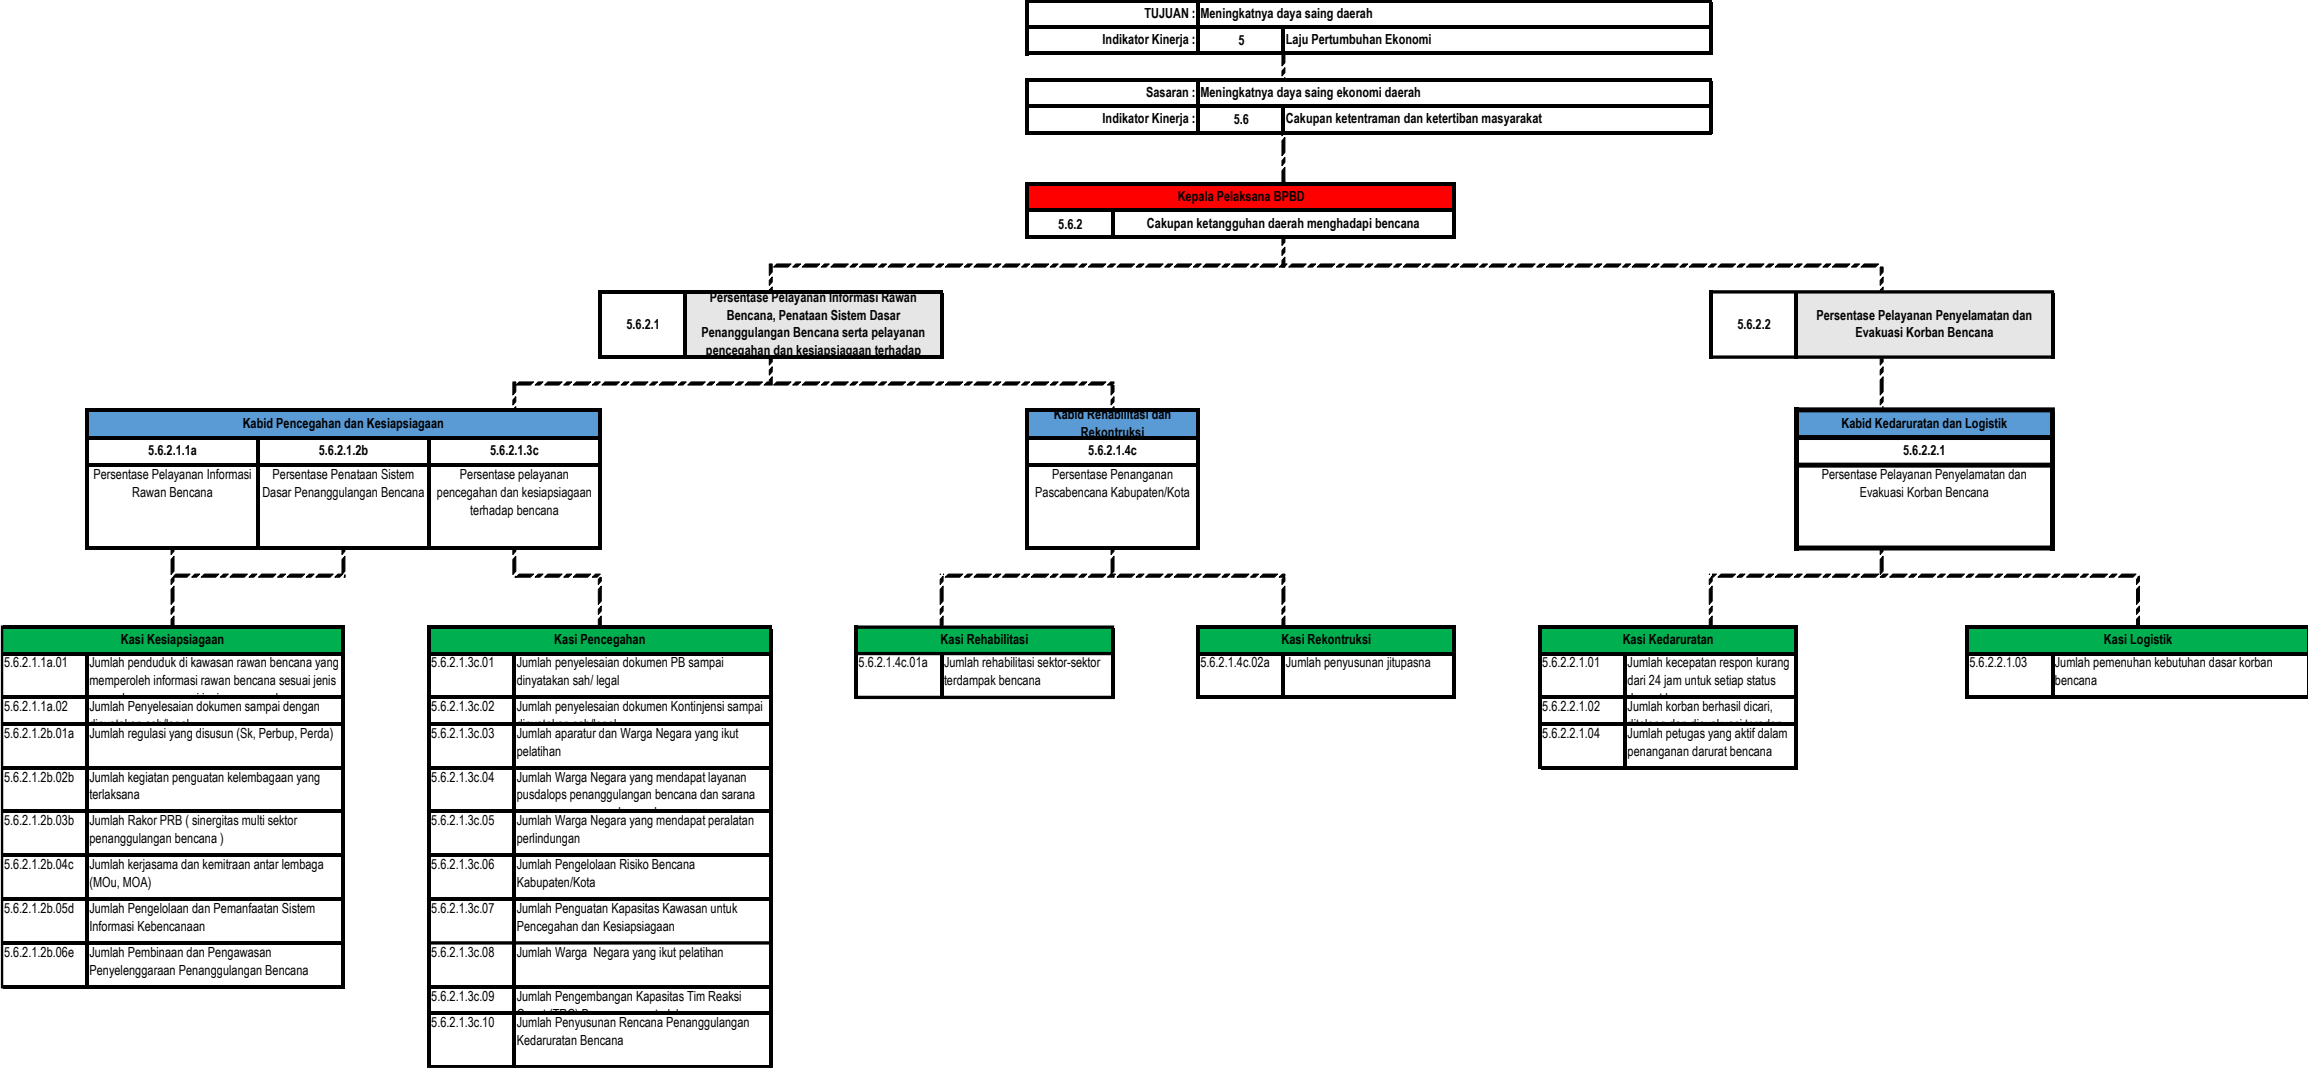 TUJUAN : Meningkatnya daya saing daerah
Indikator Kinerja : 5 Laju Pertumbuhan Ekonomi
Sasaran : Meningkatnya daya saing ekonomi daerah
Indikator Kinerja : 5.6 Cakupan ketentraman dan ketertiban masyarakat
Kepala Pelaksana BPBD
5.6.2 Cakupan ketangguhan daerah menghadapi bencana
5.6.2.1
Persentase Pelayanan Informasi Rawan
Bencana, Penataan Sistem Dasar
Penanggulangan Bencana serta pelayanan
pencegahan dan kesiapsiagaan terhadap
5.6.2.2
Persentase Pelayanan Penyelamatan dan
Evakuasi Korban Bencana
Kabid Pencegahan dan Kesiapsiagaan
5.6.2.1.1a 5.6.2.1.2b 5.6.2.1.3c
Persentase Pelayanan Informasi
Rawan Bencana
Persentase Penataan Sistem
Dasar Penanggulangan Bencana
Persentase pelayanan
pencegahan dan kesiapsiagaan
terhadap bencana
Kabid Rehabilitasi dan
Rekontruksi
5.6.2.1.4c
Persentase Penanganan
Pascabencana Kabupaten/Kota
Kabid Kedaruratan dan Logistik
5.6.2.2.1
Persentase Pelayanan Penyelamatan dan
Evakuasi Korban Bencana
Kasi Kesiapsiagaan
5.6.2.1.1a.01 Jumlah penduduk di kawasan rawan bencana yang
memperoleh informasi rawan bencana sesuai jenis
5.6.2.1.1a.02 Jumlah Penyelesaian dokumen sampai dengan
5.6.2.1.2b.01a Jumlah regulasi yang disusun (Sk, Perbup, Perda)
5.6.2.1.2b.02b Jumlah kegiatan penguatan kelembagaan yang
terlaksana
5.6.2.1.2b.03b Jumlah Rakor PRB ( sinergitas multi sektor
penanggulangan bencana )
5.6.2.1.2b.04c Jumlah kerjasama dan kemitraan antar lembaga
(MOu, MOA)
5.6.2.1.2b.05d Jumlah Pengelolaan dan Pemanfaatan Sistem
Informasi Kebencanaan
5.6.2.1.2b.06e Jumlah Pembinaan dan Pengawasan
Penyelenggaraan Penanggulangan Bencana
Kasi Pencegahan
5.6.2.1.3c.01 Jumlah penyelesaian dokumen PB sampai
dinyatakan sah/ legal
5.6.2.1.3c.02 Jumlah penyelesaian dokumen Kontinjensi sampai
5.6.2.1.3c.03 Jumlah aparatur dan Warga Negara yang ikut
pelatihan
5.6.2.1.3c.04 Jumlah Warga Negara yang mendapat layanan
pusdalops penanggulangan bencana dan sarana
5.6.2.1.3c.05 Jumlah Warga Negara yang mendapat peralatan
perlindungan
5.6.2.1.3c.06 Jumlah Pengelolaan Risiko Bencana
Kabupaten/Kota
5.6.2.1.3c.07 Jumlah Penguatan Kapasitas Kawasan untuk
Pencegahan dan Kesiapsiagaan
5.6.2.1.3c.08 Jumlah Warga  Negara yang ikut pelatihan
5.6.2.1.3c.09 Jumlah Pengembangan Kapasitas Tim Reaksi
5.6.2.1.3c.10 Jumlah Penyusunan Rencana Penanggulangan
Kedaruratan Bencana
Kasi Rehabilitasi
5.6.2.1.4c.01a Jumlah rehabilitasi sektor-sektor
terdampak bencana
Kasi Rekontruksi
5.6.2.1.4c.02a Jumlah penyusunan jitupasna
Kasi Kedaruratan
5.6.2.2.1.01 Jumlah kecepatan respon kurang
dari 24 jam untuk setiap status
5.6.2.2.1.02 Jumlah korban berhasil dicari,
5.6.2.2.1.04 Jumlah petugas yang aktif dalam
penanganan darurat bencana
Kasi Logistik
5.6.2.2.1.03 Jumlah pemenuhan kebutuhan dasar korban
bencana